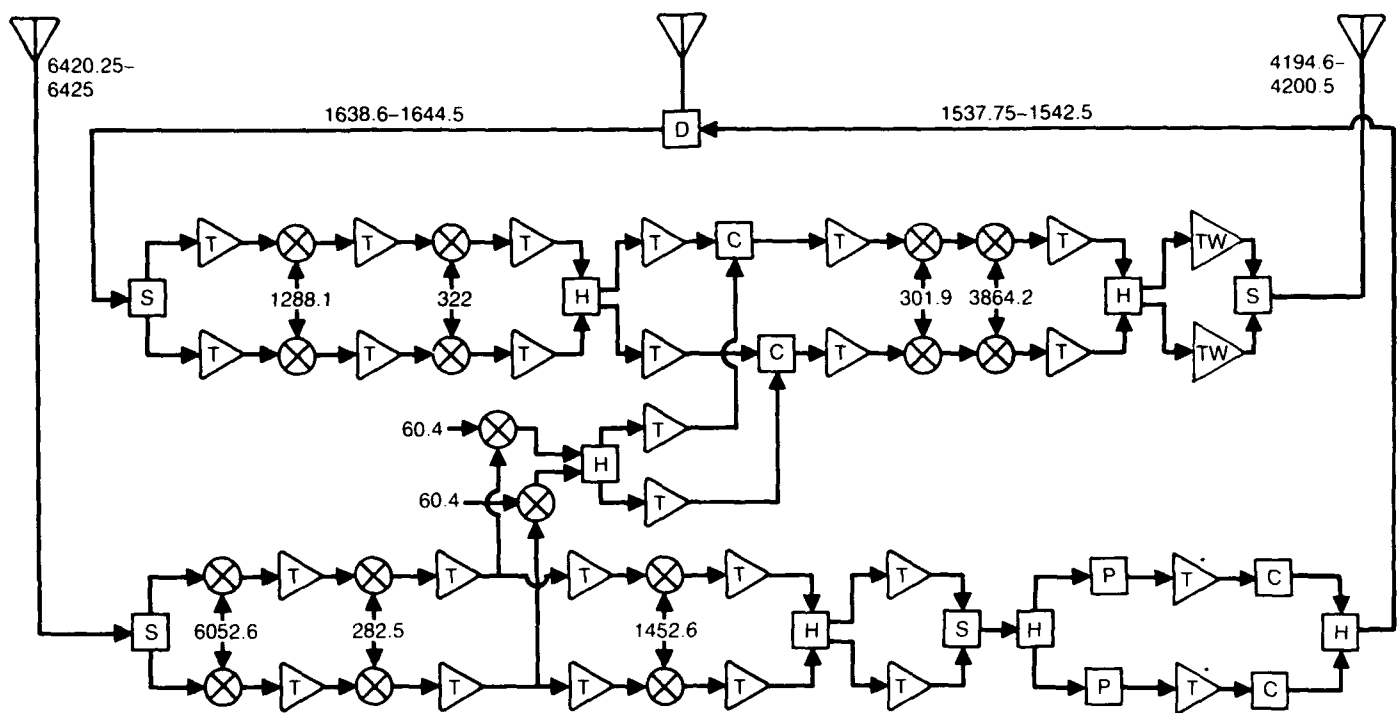 6420.25–
6425
4194.6–
4200.5
1638.6–1644.5
D
1537.75–1542.5
T T T T C T T TW
S 1288.1 322 H 301.9 3864.2 H S
T T T C T T TW
T
60.4
H
60.4
T
T T T T T P T C
S 6052.6 282.5 1452.6 H S H H
T T T T T P T C